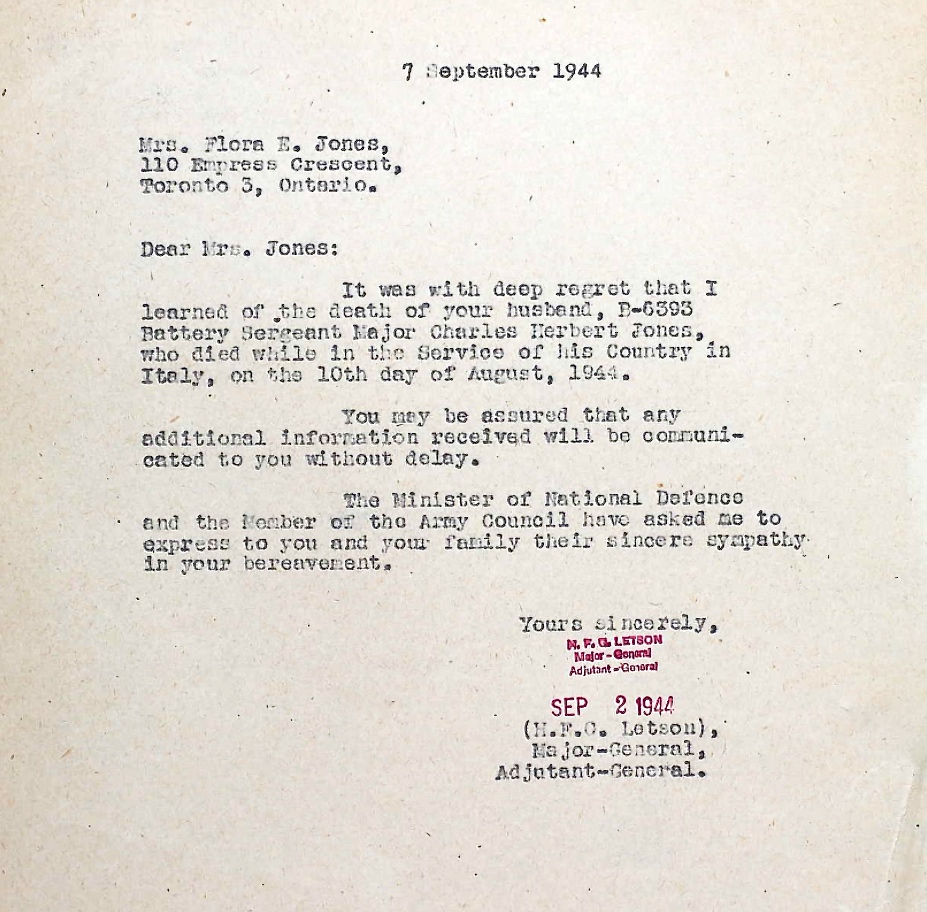 7 September 1944
Mrs. Flora E. Jones,
110 Empress Crescent,
Toronto 3, Ontario.
Dear Mrs. Jones:
It was with deep regret that I
learned of the death of your husband, B-6393
Battery Sergeant Major Charles Herbert Jones,
who died while in the Service of his Country in
Italy, on the 10th day of August, 1944.
You may be assured that any
additional information received will be communi-
cated to you without delay.
The Minister of National Defence
and the Member of the Army Council have asked me to
express to you and your family their sincere sympathy
in your bereavement.
Yours sincerely,
H. F. G. LETSON
Major-General
Adjutant-General
SEP 2 1944
(H.F.G. Letson),
Major-General,
Adjutant-General.